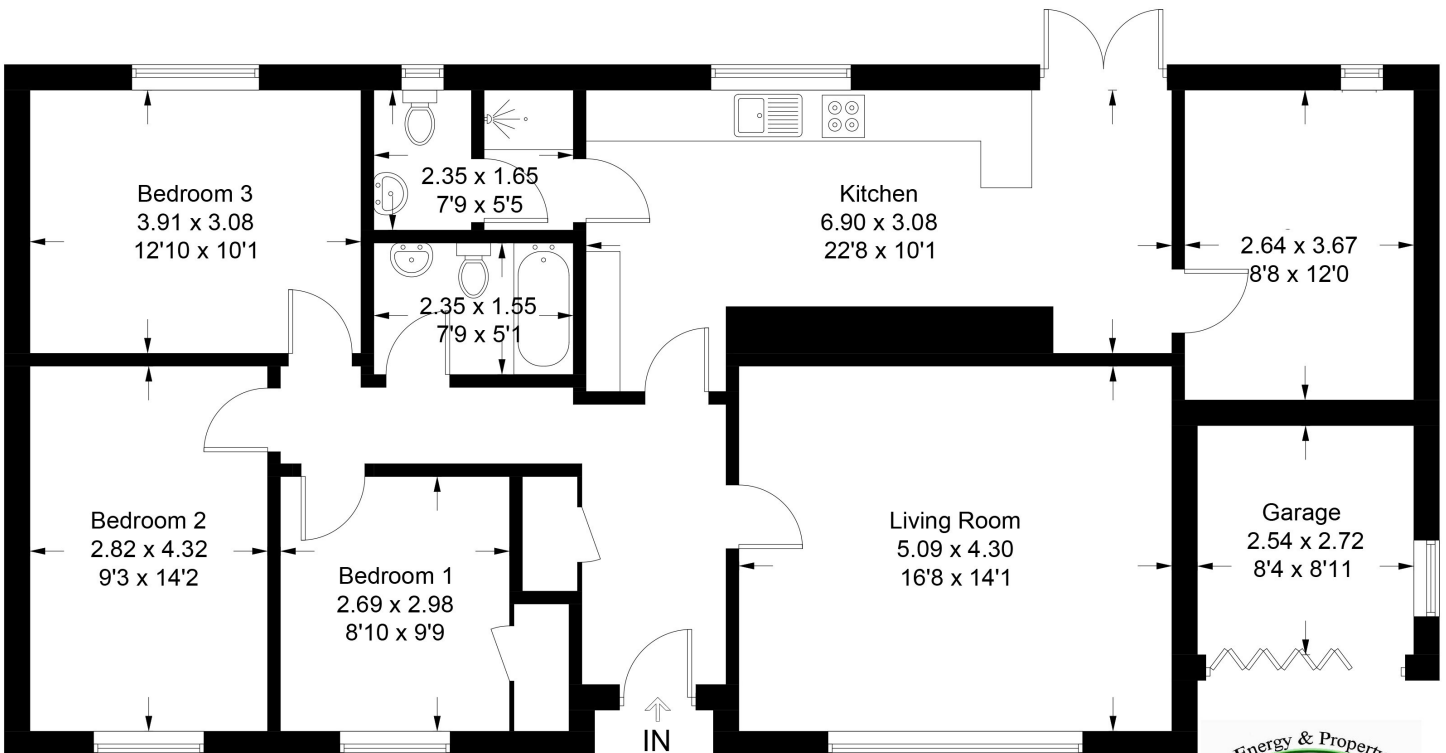 Bedroom 3
3.91 x 3.08
12'10 x 10'1
2.35 x 1.65
7'9 x 5'5
Kitchen
6.90 x 3.08
22'8 x 10'1
2.64 x 3.67
8'8 x 12'0
2.35 x 1.55
7'9 x 5'1
Bedroom 2
2.82 x 4.32
9'3 x 14'2
Bedroom 1
2.69 x 2.98
8'10 x 9'9
Living Room
5.09 x 4.30
16'8 x 14'1
Garage
2.54 x 2.72
8'4 x 8'11
IN
Energy & Property